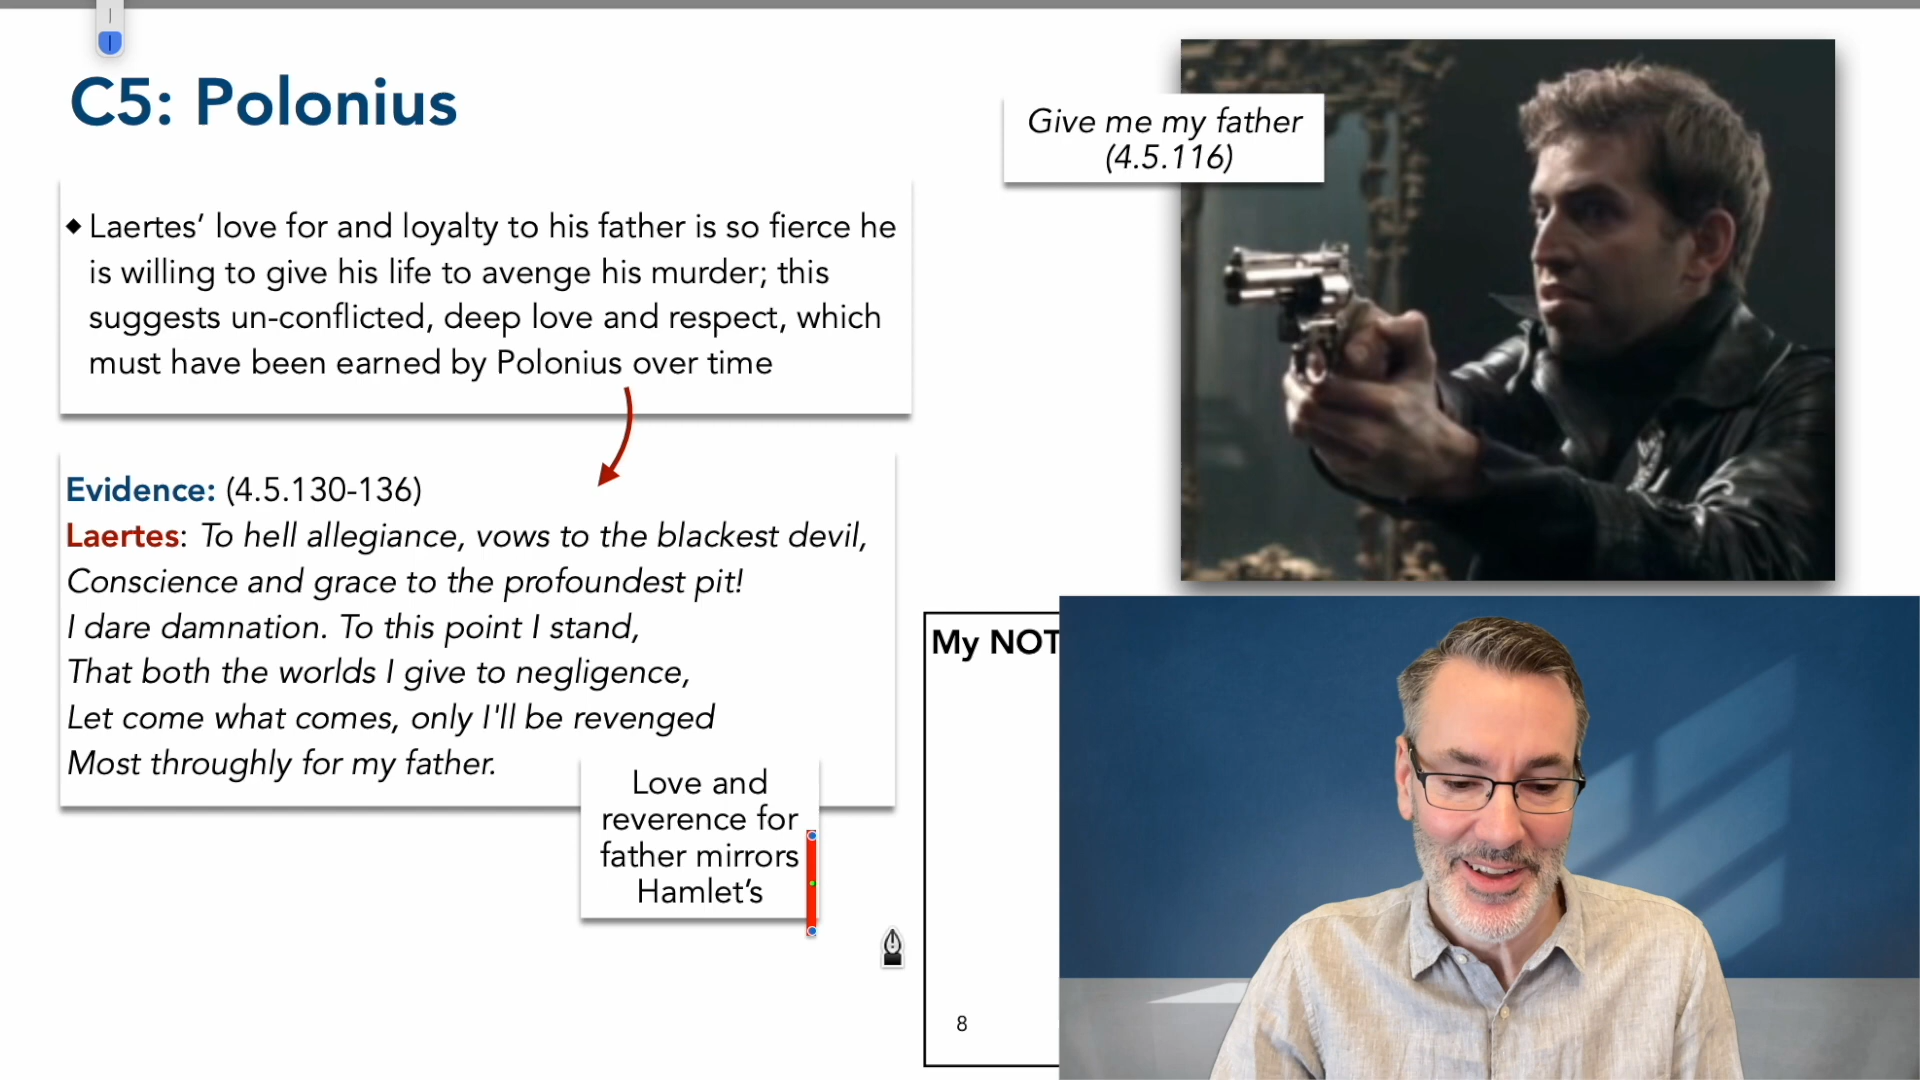 C5: Polonius
Give me my father
(4.5.116)
◆ Laertes’ love for and loyalty to his father is so fierce he
is willing to give his life to avenge his murder; this
suggests un-conflicted, deep love and respect, which
must have been earned by Polonius over time
Evidence: (4.5.130-136)
Laertes: To hell allegiance, vows to the blackest devil,
Conscience and grace to the profoundest pit!
I dare damnation. To this point I stand,
That both the worlds I give to negligence,
Let come what comes, only I'll be revenged
Most throughly for my father.
Love and
reverence for
father mirrors
Hamlet’s
My NOT
8